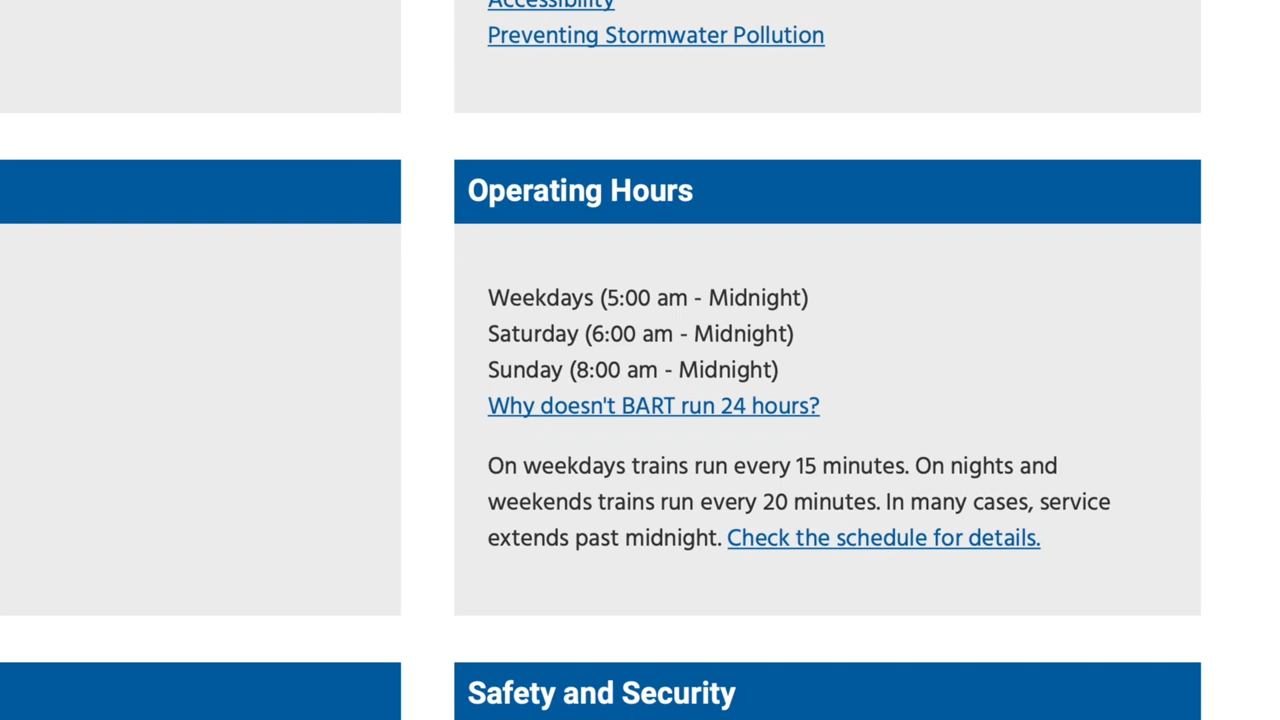 Accessibility
Preventing Stormwater Pollution
Operating Hours
Weekdays (5:00 am - Midnight)
Saturday (6:00 am - Midnight)
Sunday (8:00 am - Midnight)
Why doesn't BART run 24 hours?
On weekdays trains run every 15 minutes. On nights and
weekends trains run every 20 minutes. In many cases, service
extends past midnight. Check the schedule for details.
Safety and Security